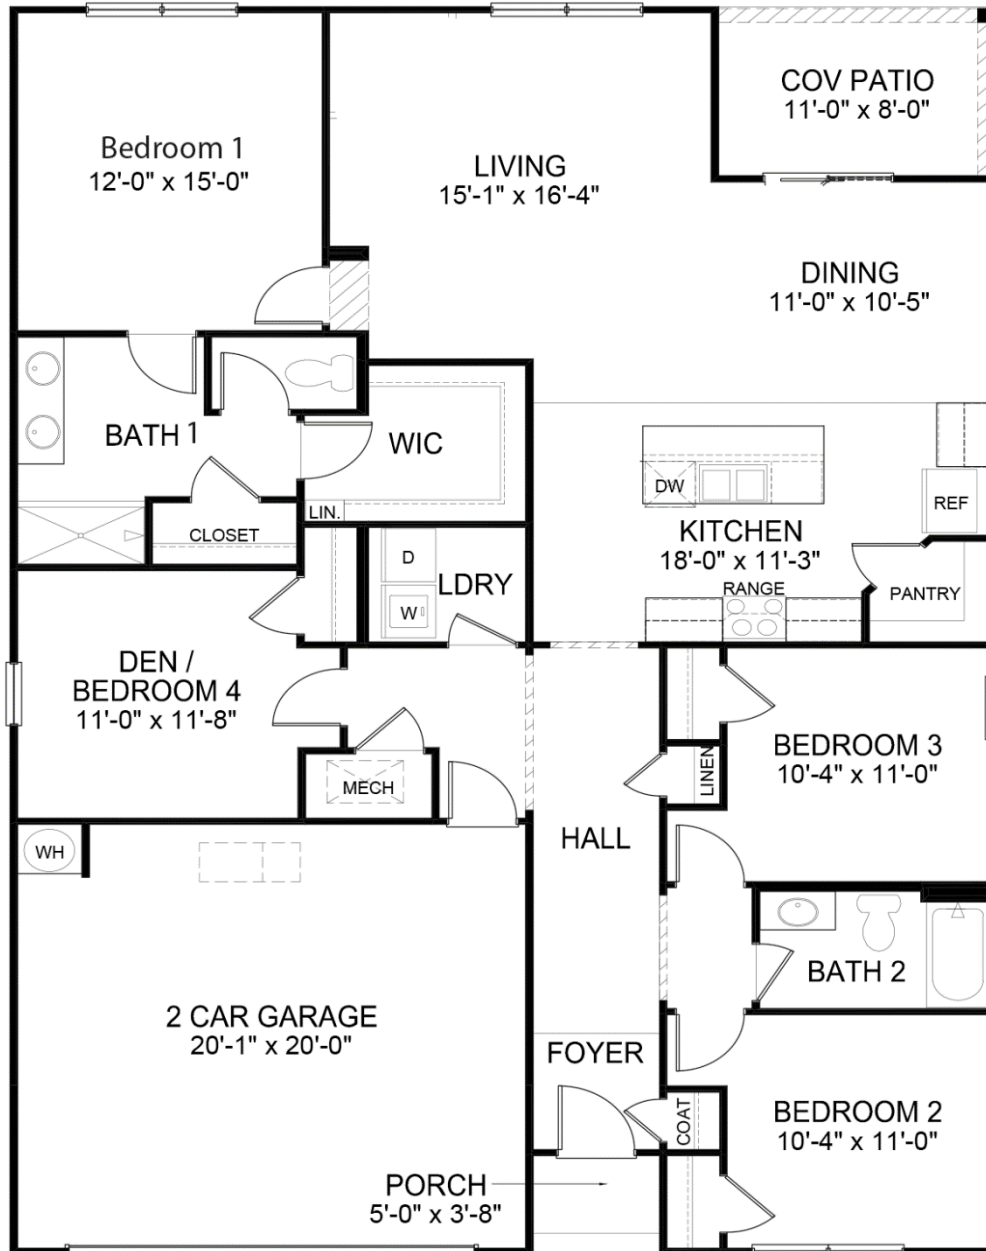 COV PATIO
11'-0" x 8'-0"
Bedroom 1
12'-0" x 15'-0"
LIVING
15'-1" x 16'-4"
DINING
11'-0" x 10'-5"
BATH 1
WIC
LIN.
CLOSET
DW
REF
KITCHEN
18'-0" x 11'-3"
RANGE
PANTRY
D
W
LDRY
DEN /
BEDROOM 4
11'-0" x 11'-8"
MECH
LINEN
BEDROOM 3
10'-4" x 11'-0"
WH
HALL
BATH 2
2 CAR GARAGE
20'-1" x 20'-0"
FOYER
COAT
BEDROOM 2
10'-4" x 11'-0"
PORCH
5'-0" x 3'-8"